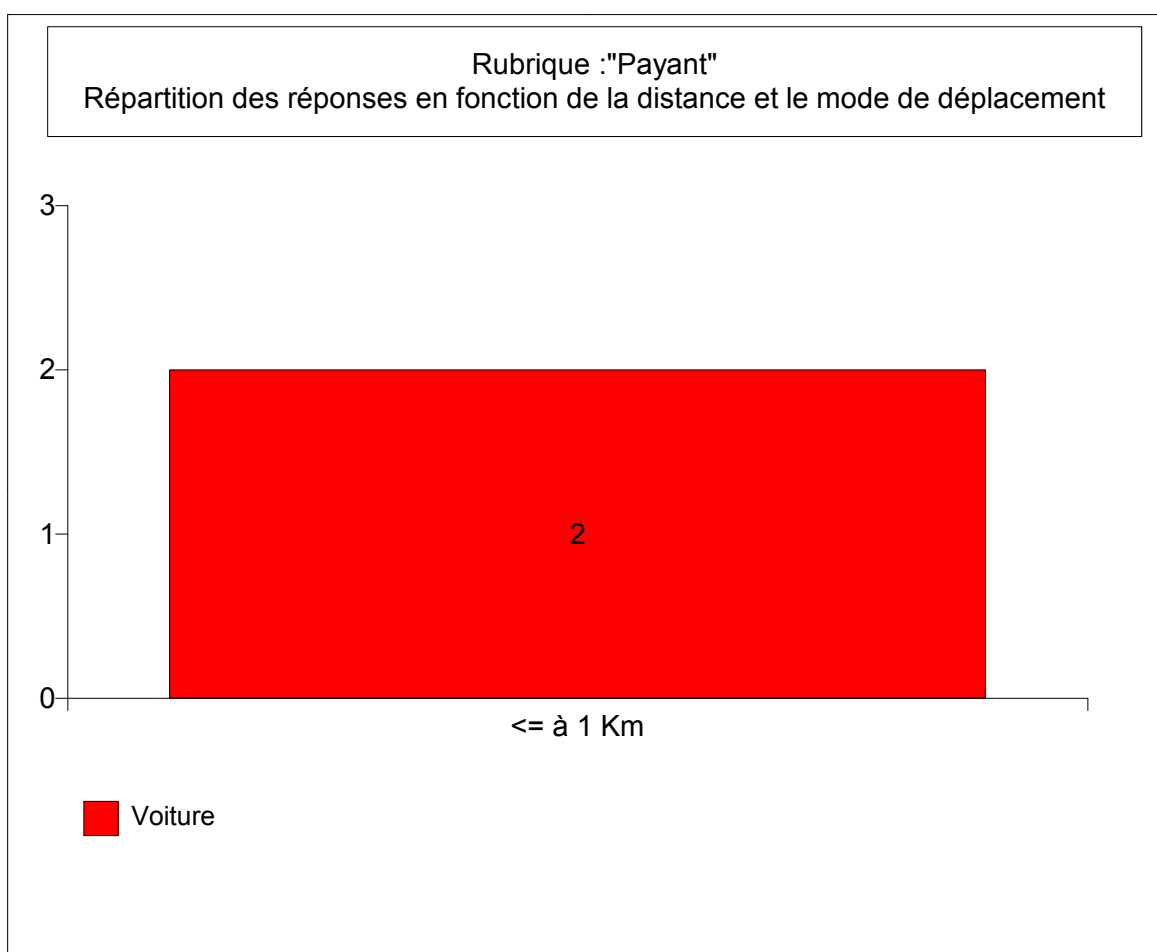 Rubrique :"Payant"
Répartition des réponses en fonction de la distance et le mode de déplacement
3
2
1
2
0
<= à 1 Km
Voiture